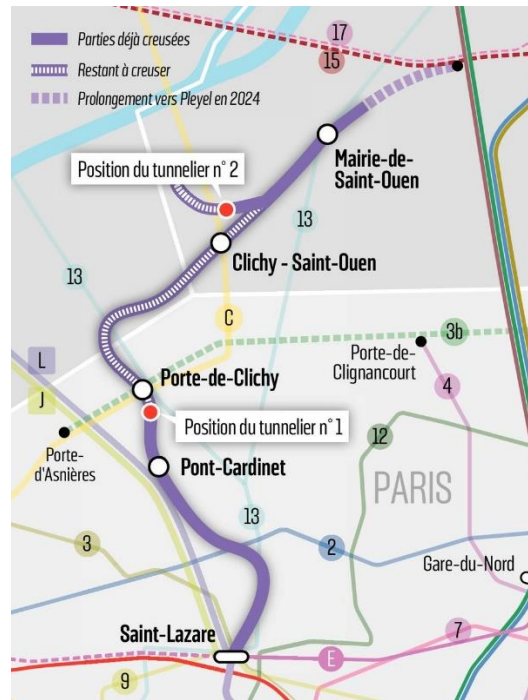 Parties déjà creusées
Restant à creuser
Prolongement vers Pleyel en 2024
17
15
Mairie-de-
Saint-Ouen
Position du tunnelier n° 2
13
Clichy - Saint-Ouen
13
C
3b
L
Porte-de-
Clignancourt
J
Porte-de-Clichy
4
Position du tunnelier n° 1
12
Porte-
d'Asnières
Pont-Cardinet
PARIS
13
3
2
Gare-du-Nord
Saint-Lazare
7
E
9